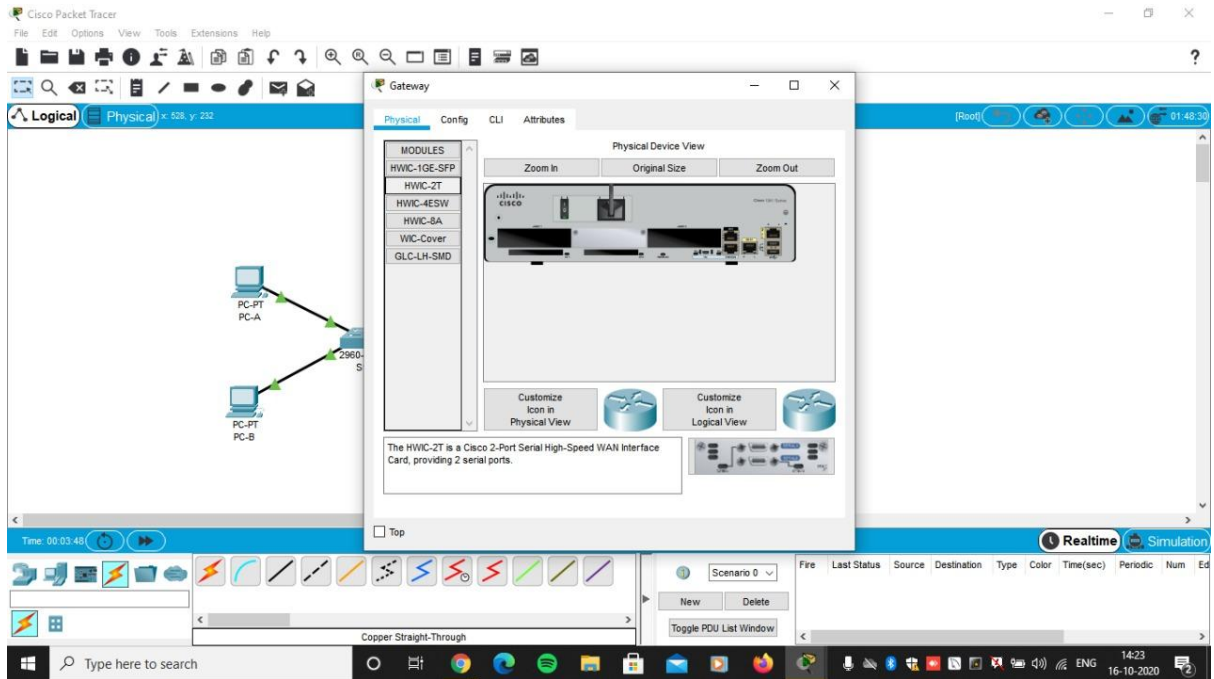 Cisco Packet Tracer
File Edit Options View Tools Extensions Help
?
Logical
Physical x: 528, y: 232
[Root]
01:48:30
Gateway
Physical Config CLI Attributes
MODULES
HWIC-1GE-SFP
HWIC-2T
HWIC-4ESW
HWIC-8A
WIC-Cover
GLC-LH-SMD
Physical Device View
Zoom In Original Size Zoom Out
CISCO
Customize
Icon in
Physical View
Customize
Icon in
Logical View
The HWIC-2T is a Cisco 2-Port Serial High-Speed WAN Interface
Card, providing 2 serial ports.
Top
PC-PT
PC-A
2960-
S
PC-PT
PC-B
Time: 00:03:48
Realtime
Simulation
Scenario 0
New Delete
Toggle PDU List Window
Fire Last Status Source Destination Type Color Time(sec) Periodic Num Ed
Copper Straight-Through
Type here to search
ENG
14:23
16-10-2020
2